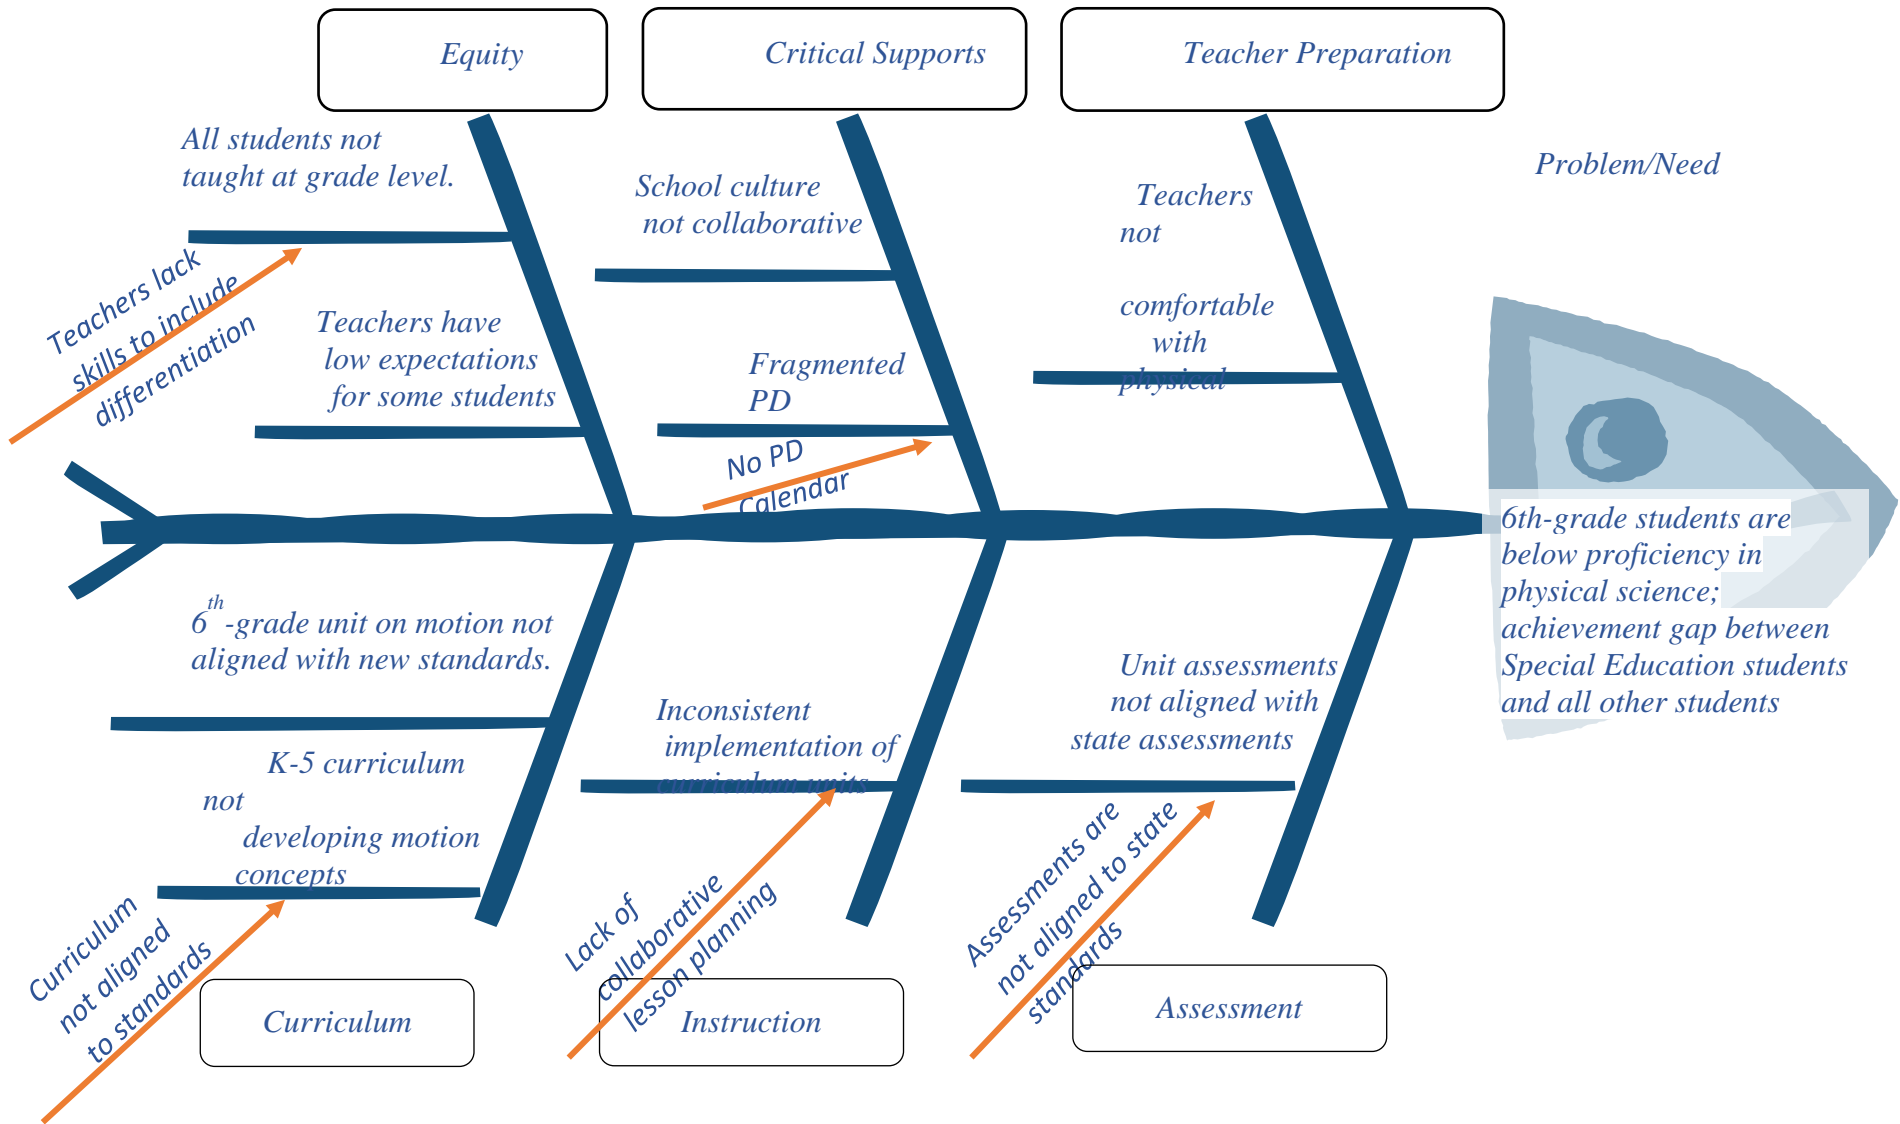 Equity
Critical Supports
Teacher Preparation
Problem/Need
All students not
taught at grade level.
Teachers lack
skills to include
differentiation
Teachers have
low expectations
for some students
School culture
not collaborative
Fragmented
PD
No PD
Calendar
Teachers
not
comfortable
with
physical
6th-grade students are
below proficiency in
physical science;
achievement gap between
Special Education students
and all other students
6th-grade unit on motion not
aligned with new standards.
K-5 curriculum
not
developing motion
concepts
Curriculum
not aligned
to standards
Inconsistent
implementation of
curriculum units
Lack of
collaborative
lesson planning
Unit assessments
not aligned with
state assessments
Assessments are
not aligned to state
standards
Curriculum
Instruction
Assessment